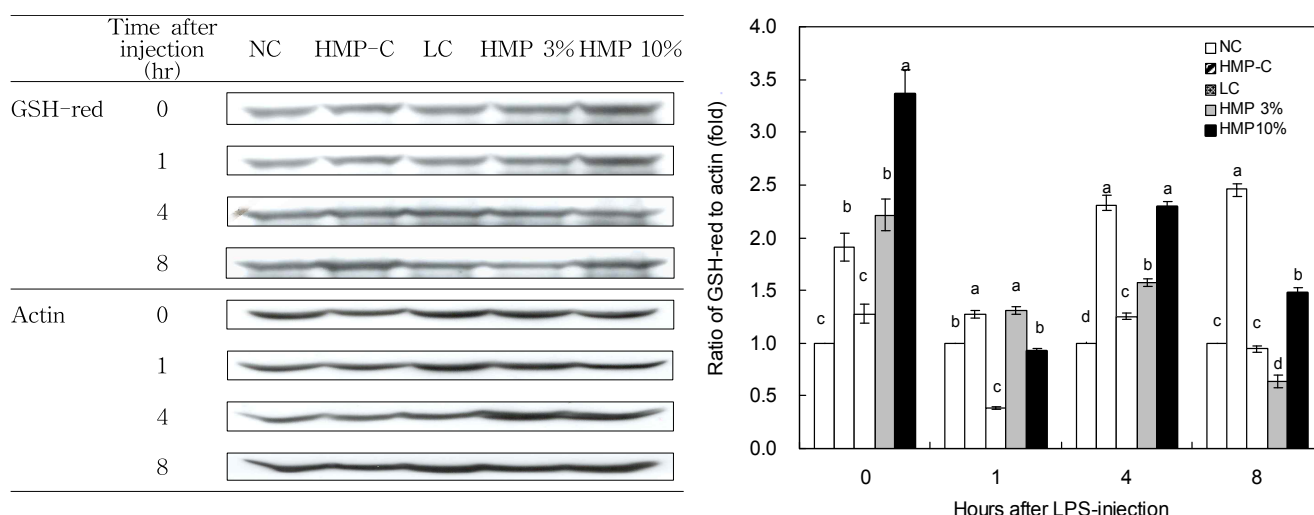 Time after
injection
(hr)
NC HMP-C LC HMP 3% HMP 10%
GSH-red 0
1
4
8
Actin 0
1
4
8
Ratio of GSH-red to actin (fold)
4.0
3.5
3.0
2.5
2.0
1.5
1.0
0.5
0.0
NC
HMP-C
LC
HMP 3%
HMP10%
c b c b a
b a c a b
d a c b a
c a c d b
0 1 4 8
Hours after LPS-injection